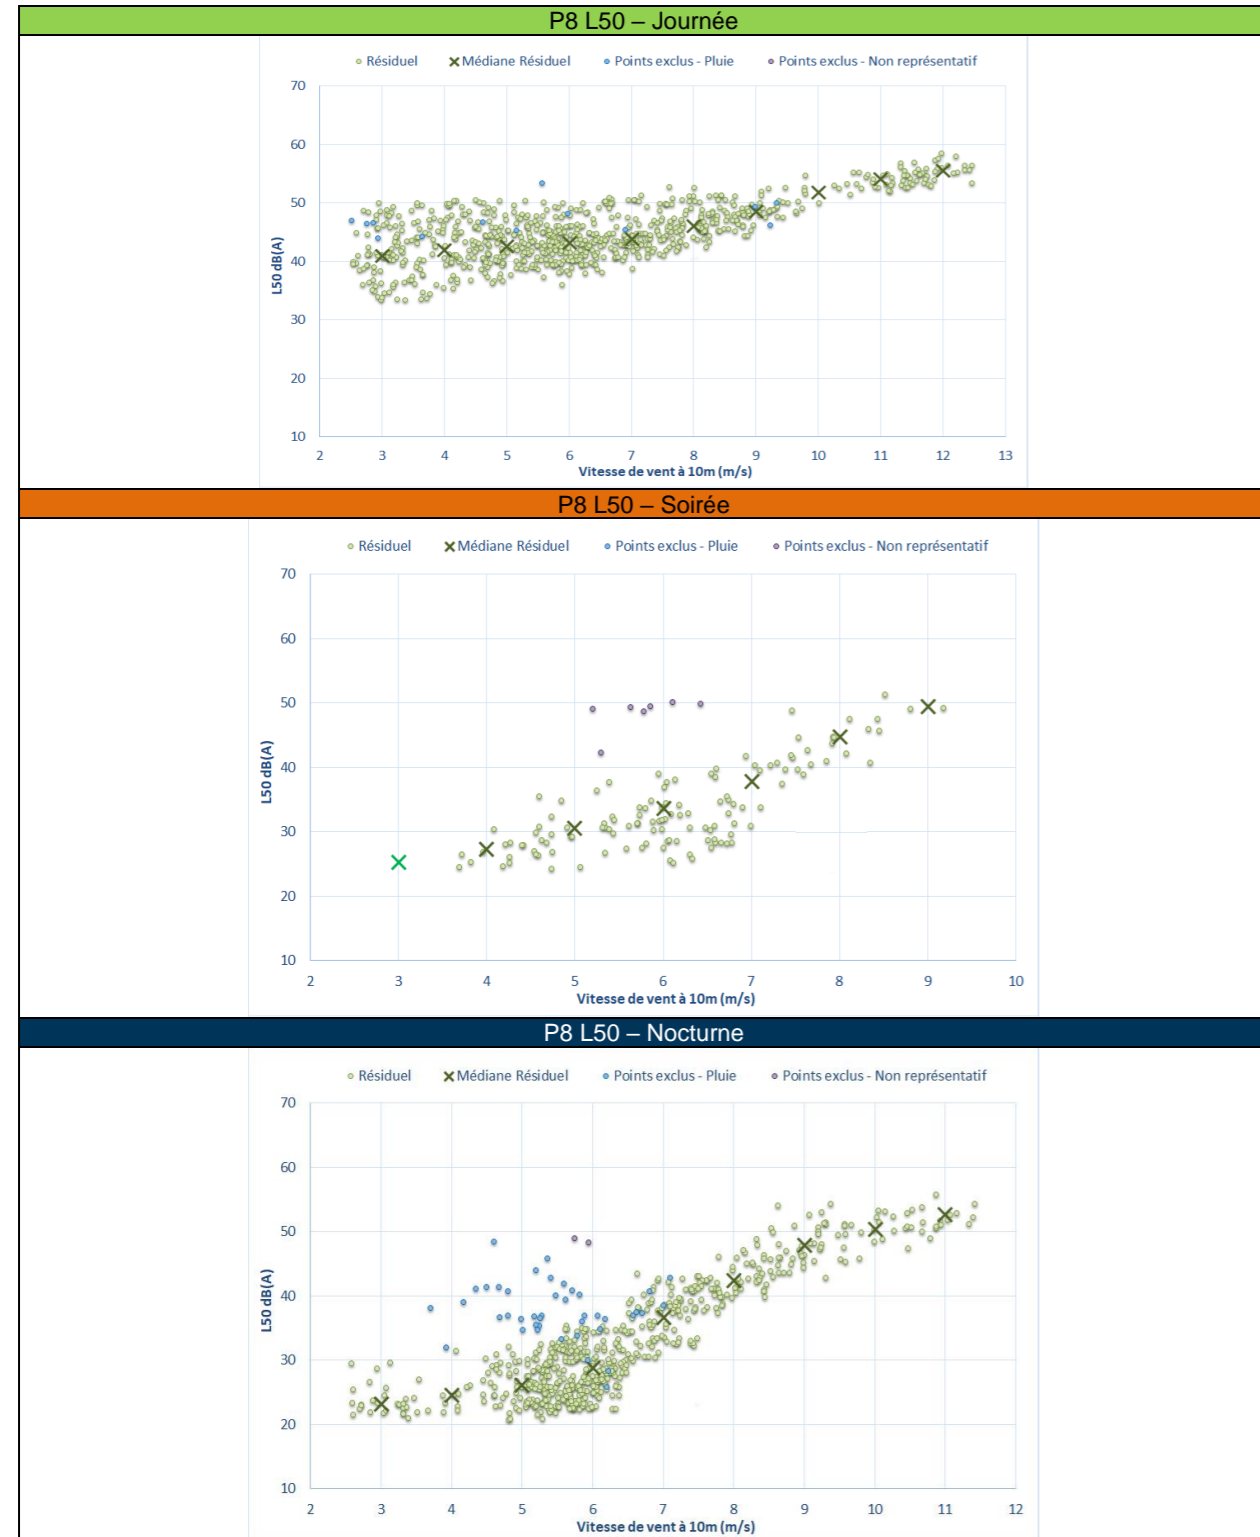 P8 L50 – Journée
Résiduel Médiane Résiduel Points exclus - Pluie Points exclus - Non représentatif
70
60
50
40
30
20
10
L50 dB(A)
2 3 4 5 6 7 8 9 10 11 12 13
Vitesse de vent à 10m (m/s)
P8 L50 – Soirée
Résiduel Médiane Résiduel Points exclus - Pluie Points exclus - Non représentatif
70
60
50
40
30
20
10
L50 dB(A)
2 3 4 5 6 7 8 9 10
Vitesse de vent à 10m (m/s)
P8 L50 – Nocturne
Résiduel Médiane Résiduel Points exclus - Pluie Points exclus - Non représentatif
70
60
50
40
30
20
10
L50 dB(A)
2 3 4 5 6 7 8 9 10 11 12
Vitesse de vent à 10m (m/s)